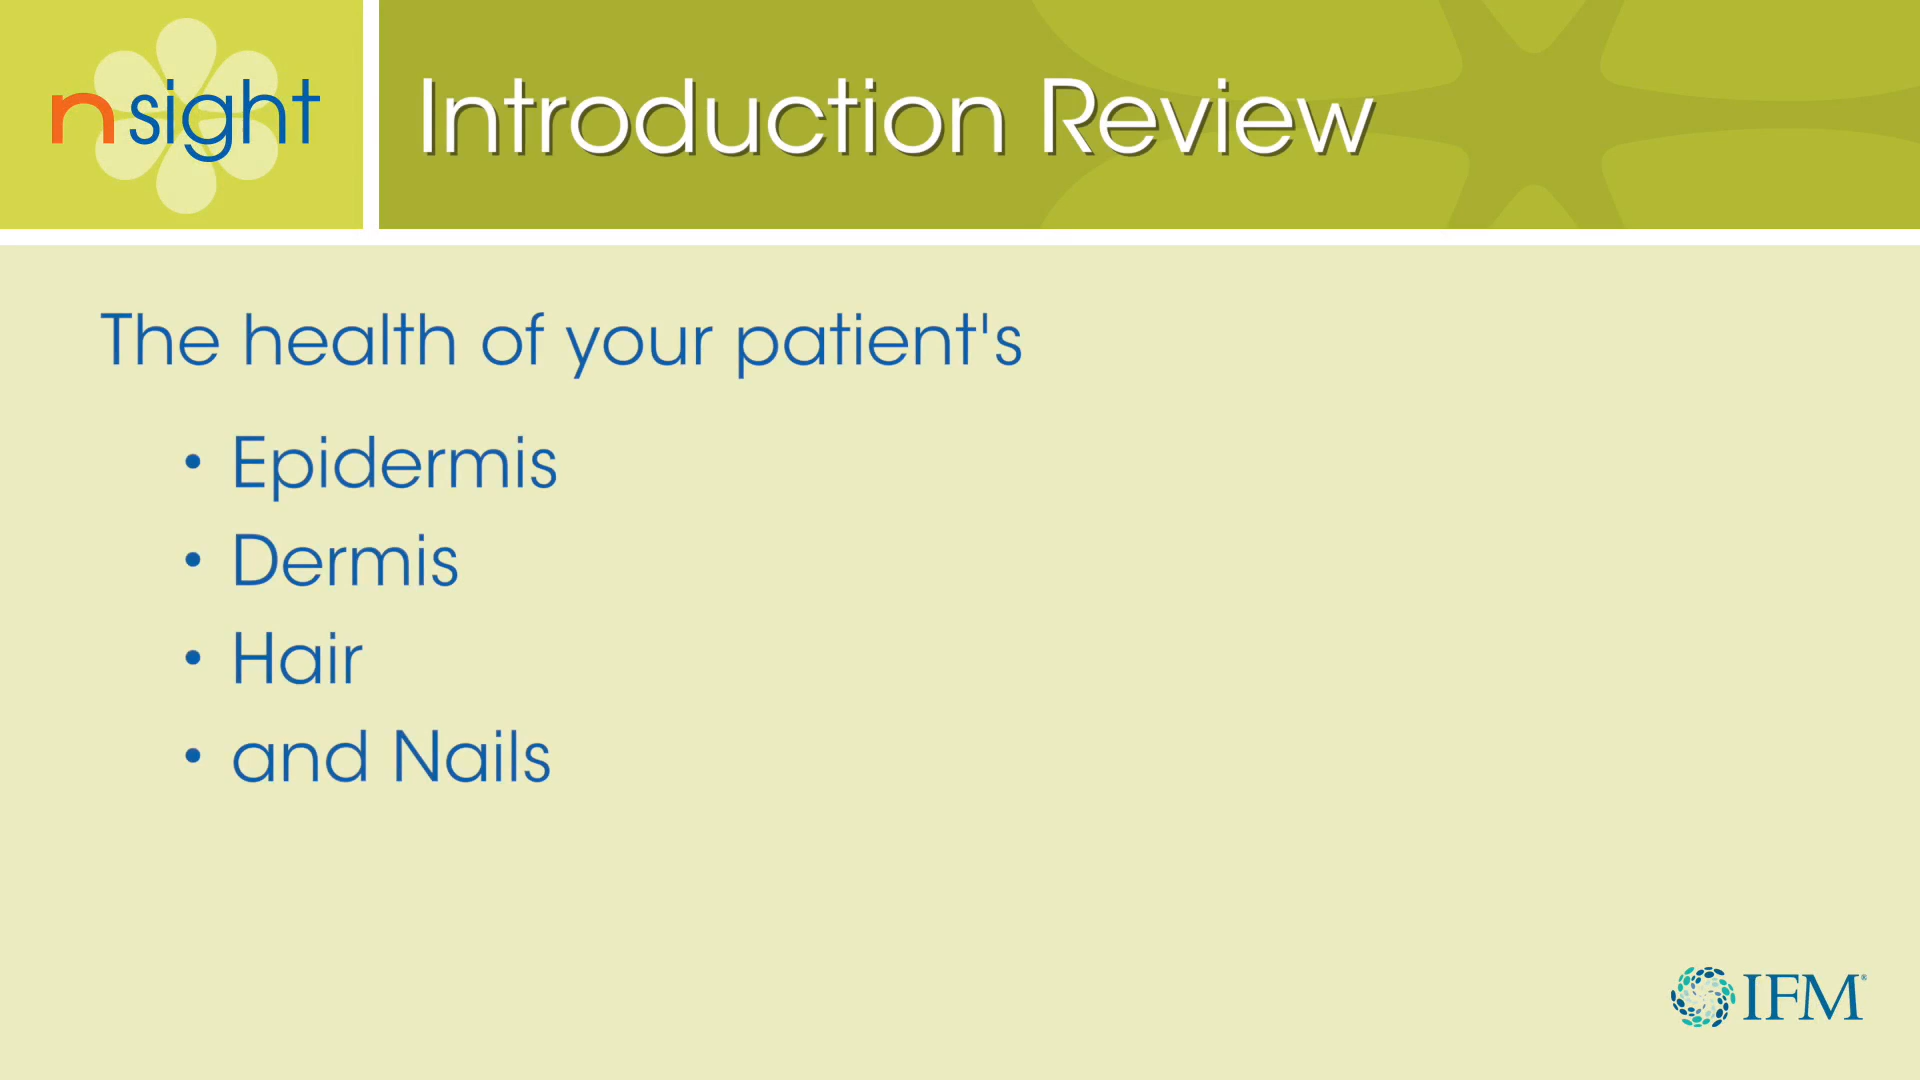 nsight
Introduction Review
The health of your patient's
• Epidermis
• Dermis
• Hair
• and Nails
IFM®